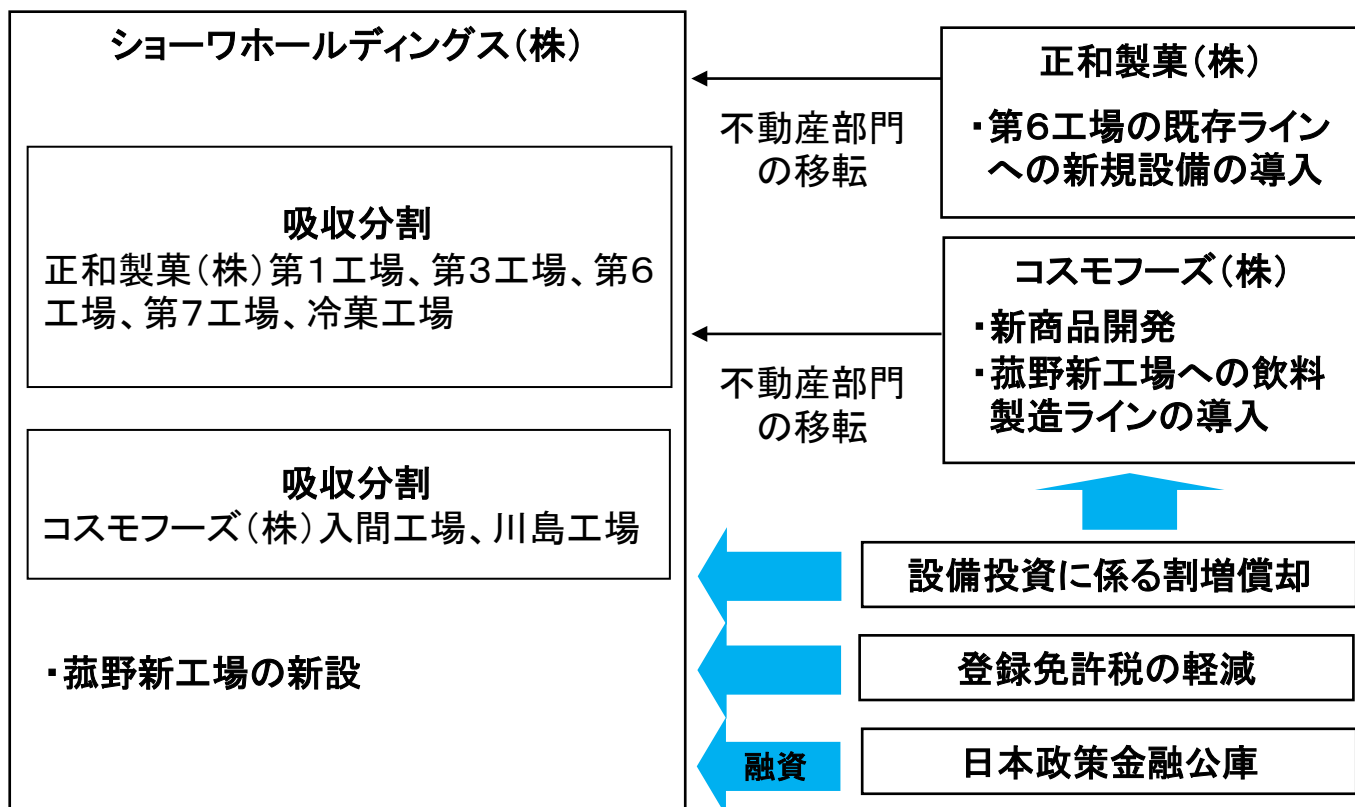 ショーワホールディングス(株)
吸収分割
正和製菓(株)第1工場、第3工場、第6
工場、第7工場、冷菓工場
吸収分割
コスモフーズ(株)入間工場、川島工場
・菰野新工場の新設
不動産部門
の移転
不動産部門
の移転
正和製菓(株)
・第6工場の既存ライン
への新規設備の導入
コスモフーズ(株)
・新商品開発
・菰野新工場への飲料
製造ラインの導入
設備投資に係る割増償却
登録免許税の軽減
融資
日本政策金融公庫